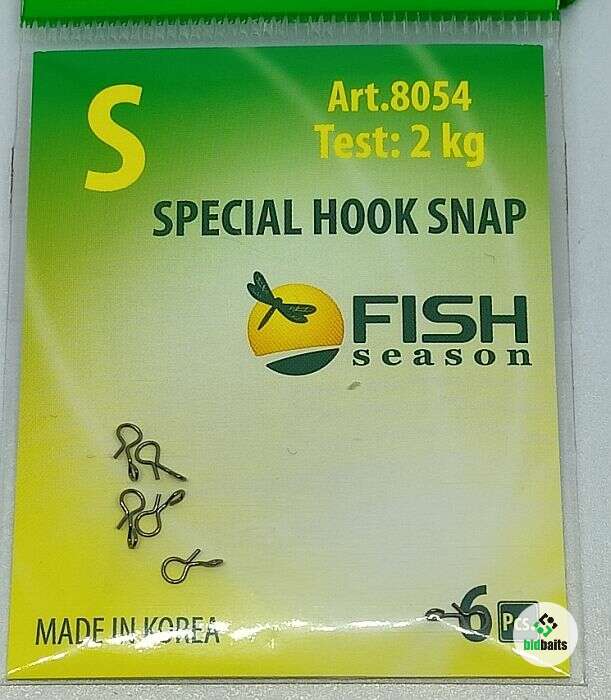 S
Art.8054
Test: 2 kg
SPECIAL HOOK SNAP
FISH
season
MADE IN KOREA
6 Pcs
bidbaits